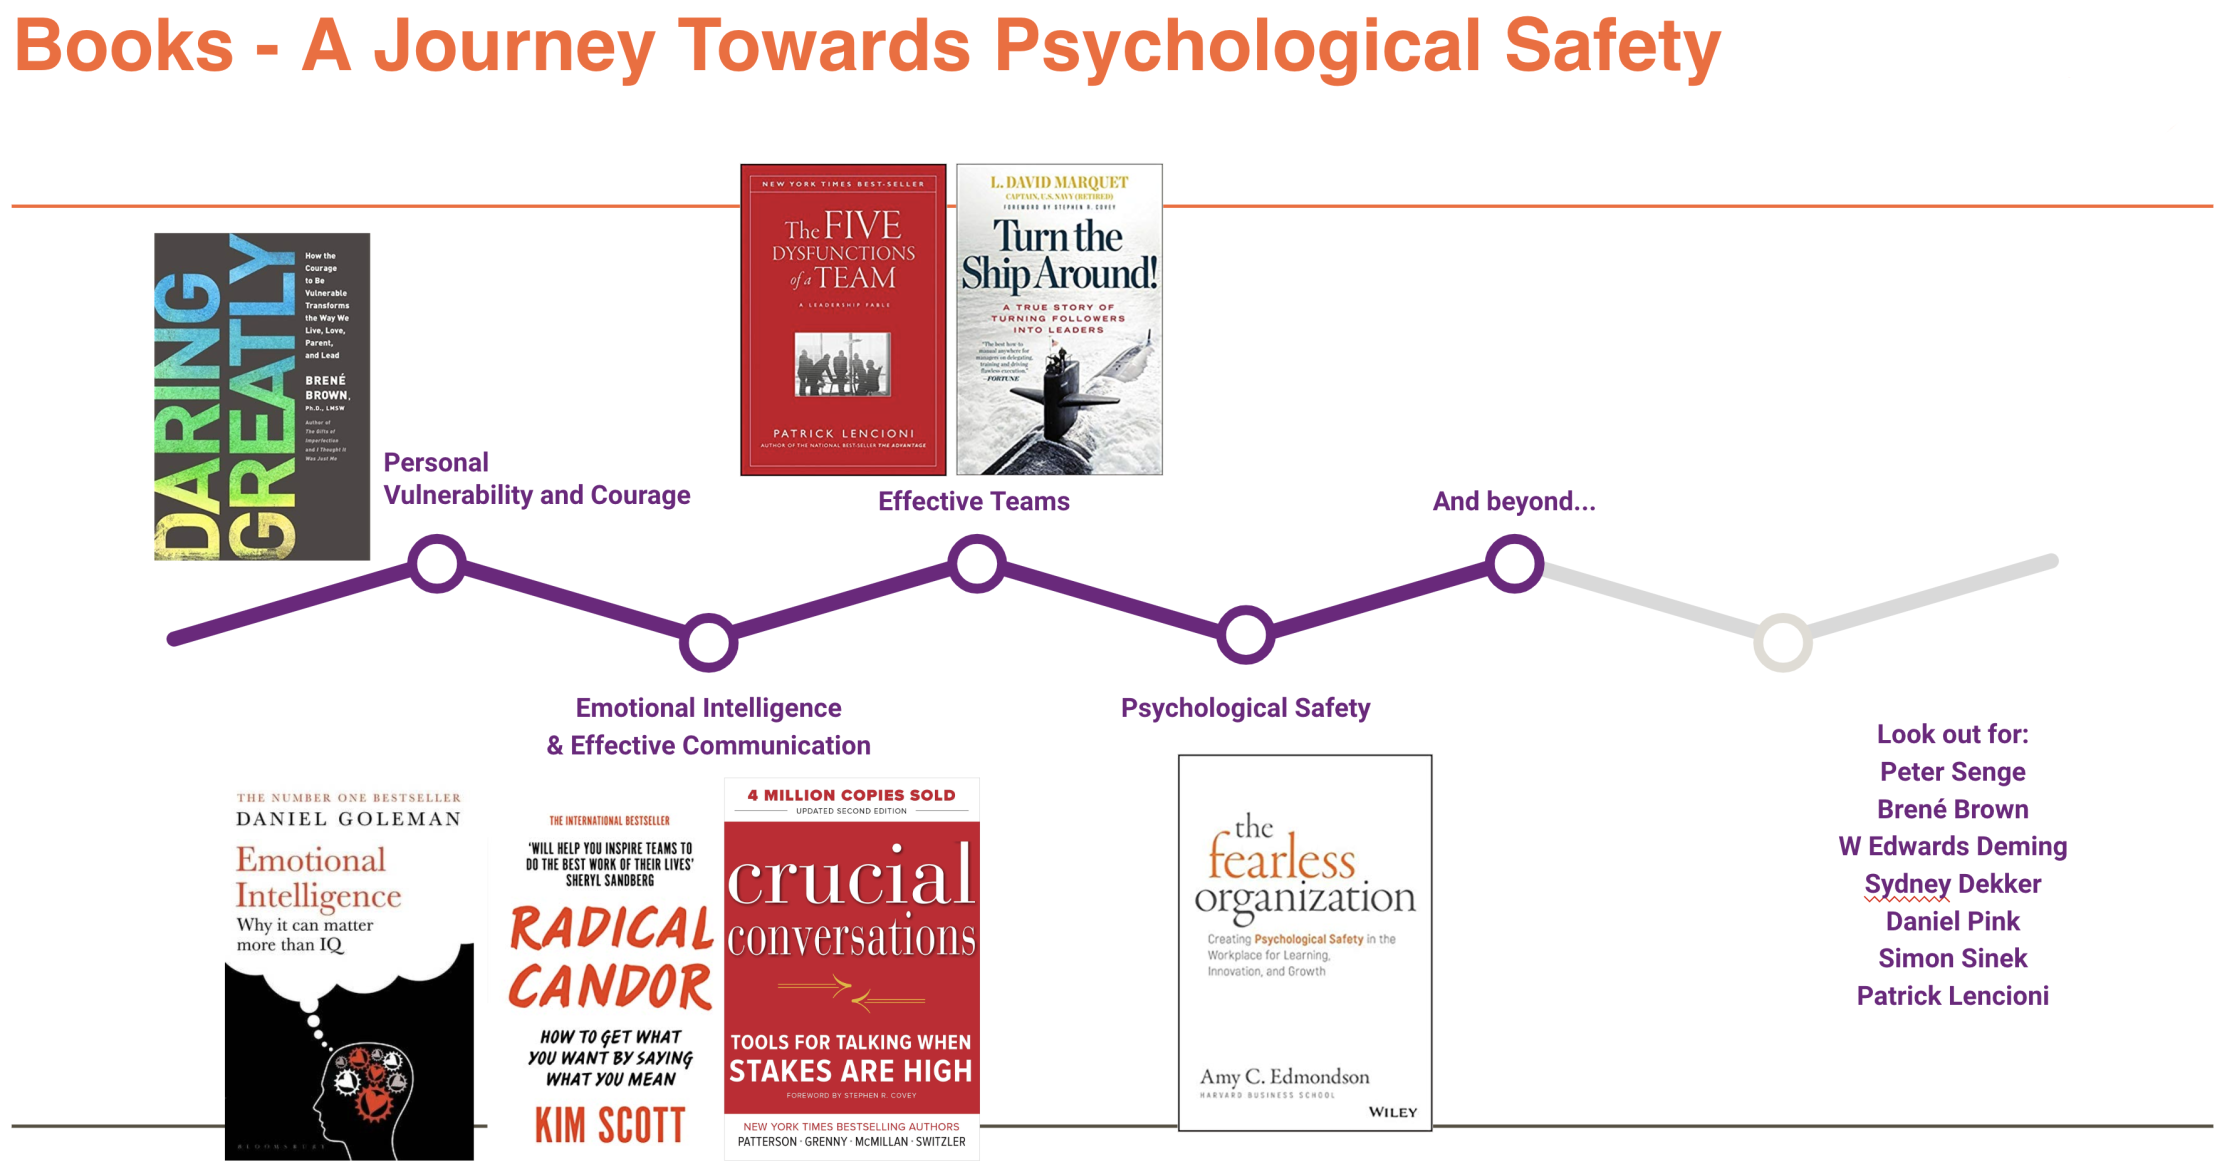 Books - A Journey Towards Psychological Safety
DARING
GREATLY
How the
Courage
to Be
Vulnerable
Transforms
the Way We
Live, Love,
Parent,
and Lead
BRENÉ
BROWN,
Ph.D., LMSW
Author of
The Gifts of
Imperfection
and I Thought It
Was Just Me
Personal
Vulnerability and Courage
NEW YORK TIMES BEST-SELLER
The FIVE
DYSFUNCTIONS
of a TEAM
A LEADERSHIP FABLE
PATRICK LENCIONI
AUTHOR OF THE NATIONAL BEST-SELLER THE ADVANTAGE
L. DAVID MARQUET
CAPTAIN, U.S. NAVY (RETIRED)
FOREWORD BY STEPHEN R. COVEY
Turn the
Ship Around!
A TRUE STORY OF
TURNING FOLLOWERS
INTO LEADERS
"The best how to
manual anywhere for
managers on delegating,
training and driving
flawless execution."
—FORTUNE
Effective Teams
And beyond...
Emotional Intelligence
& Effective Communication
THE NUMBER ONE BESTSELLER
DANIEL GOLEMAN
Emotional
Intelligence
Why it can matter
more than IQ
BLOOMSBURY
THE INTERNATIONAL BESTSELLER
'WILL HELP YOU INSPIRE TEAMS TO
DO THE BEST WORK OF THEIR LIVES'
SHERYL SANDBERG
RADICAL
CANDOR
HOW TO GET WHAT
YOU WANT BY SAYING
WHAT YOU MEAN
KIM SCOTT
4 MILLION COPIES SOLD
UPDATED SECOND EDITION
crucial
conversations
TOOLS FOR TALKING WHEN
STAKES ARE HIGH
FOREWORD BY STEPHEN R. COVEY
NEW YORK TIMES BESTSELLING AUTHORS
PATTERSON · GRENNY · McMILLAN · SWITZLER
Psychological Safety
the
fearless
organization
Creating Psychological Safety in the
Workplace for Learning,
Innovation, and Growth
Amy C. Edmondson
HARVARD BUSINESS SCHOOL
WILEY
Look out for:
Peter Senge
Brené Brown
W Edwards Deming
Sydney Dekker
Daniel Pink
Simon Sinek
Patrick Lencioni